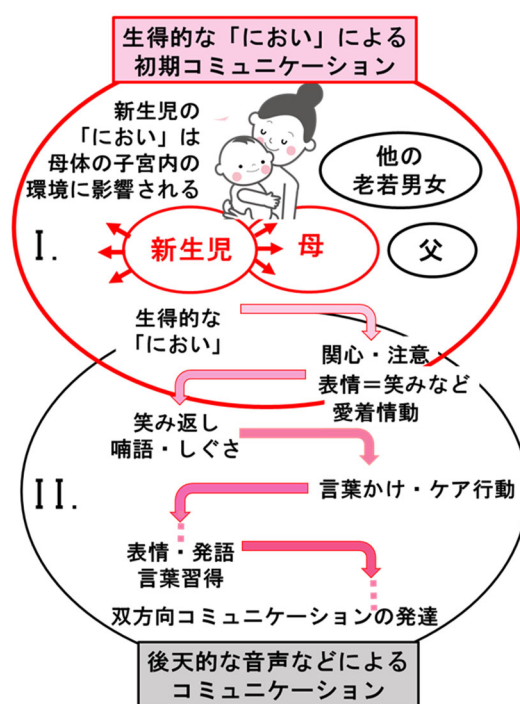 生得的な「におい」による
初期コミュニケーション
新生児の
「におい」は
母体の子宮内の
環境に影響される
他の
老若男女
I.
新生児
母
父
生得的な
「におい」
関心・注意
表情＝笑みなど
愛着情動
笑み返し
喃語・しぐさ
II.
言葉かけ・ケア行動
表情・発語
言葉習得
双方向コミュニケーションの発達
後天的な音声などによる
コミュニケーション